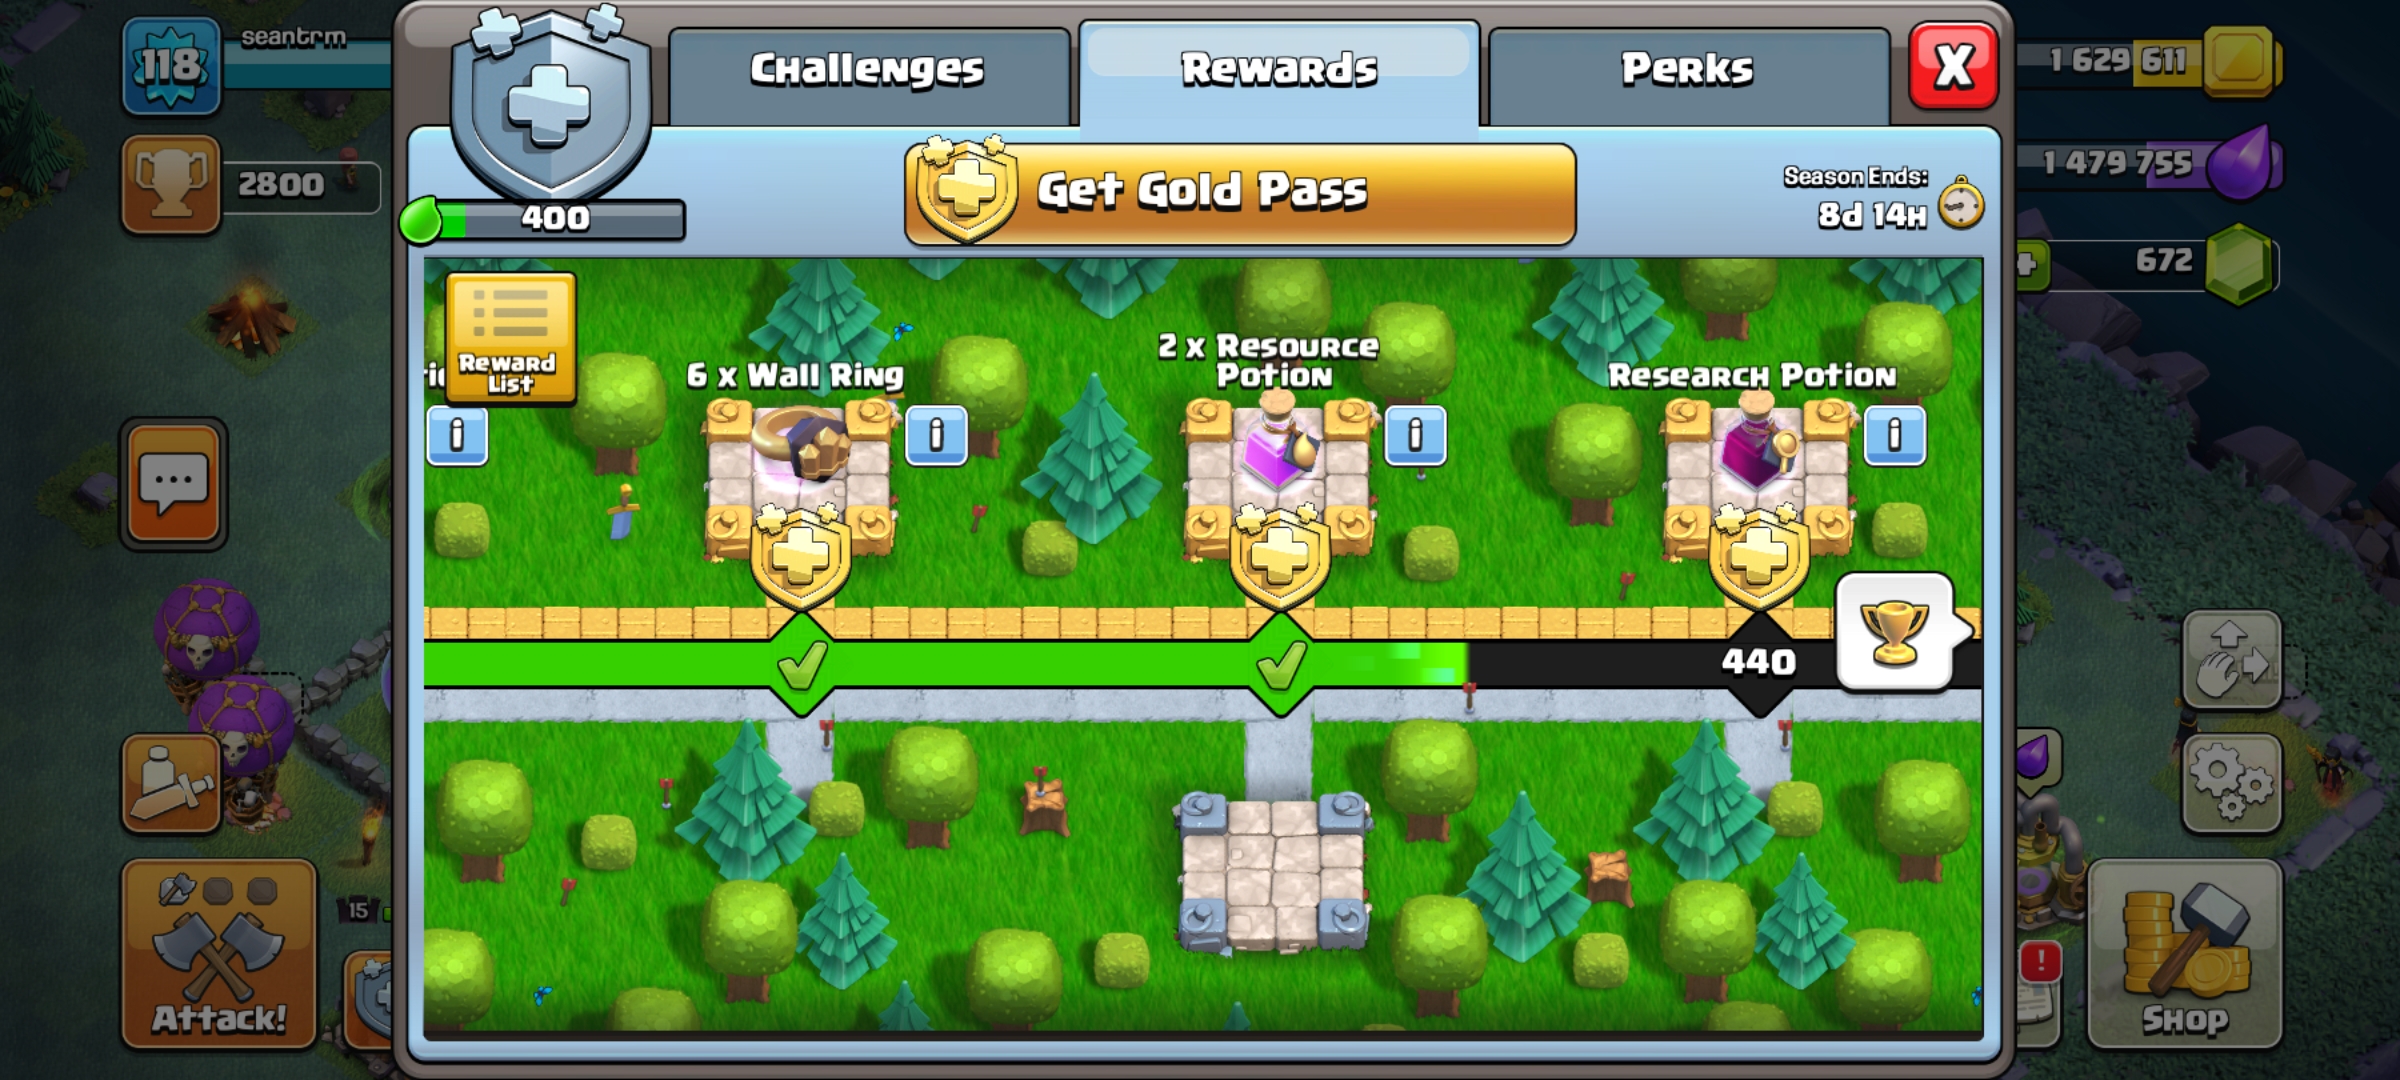 118
seantrm
2800
400
Challenges
Rewards
Perks
X
Get Gold Pass
Season Ends:
8d 14h
1 629 611
1 479 755
672
Reward
List
6 x Wall Ring
2 x Resource
Potion
Research Potion
i
i
i
i
440
15
Attack!
!
Shop